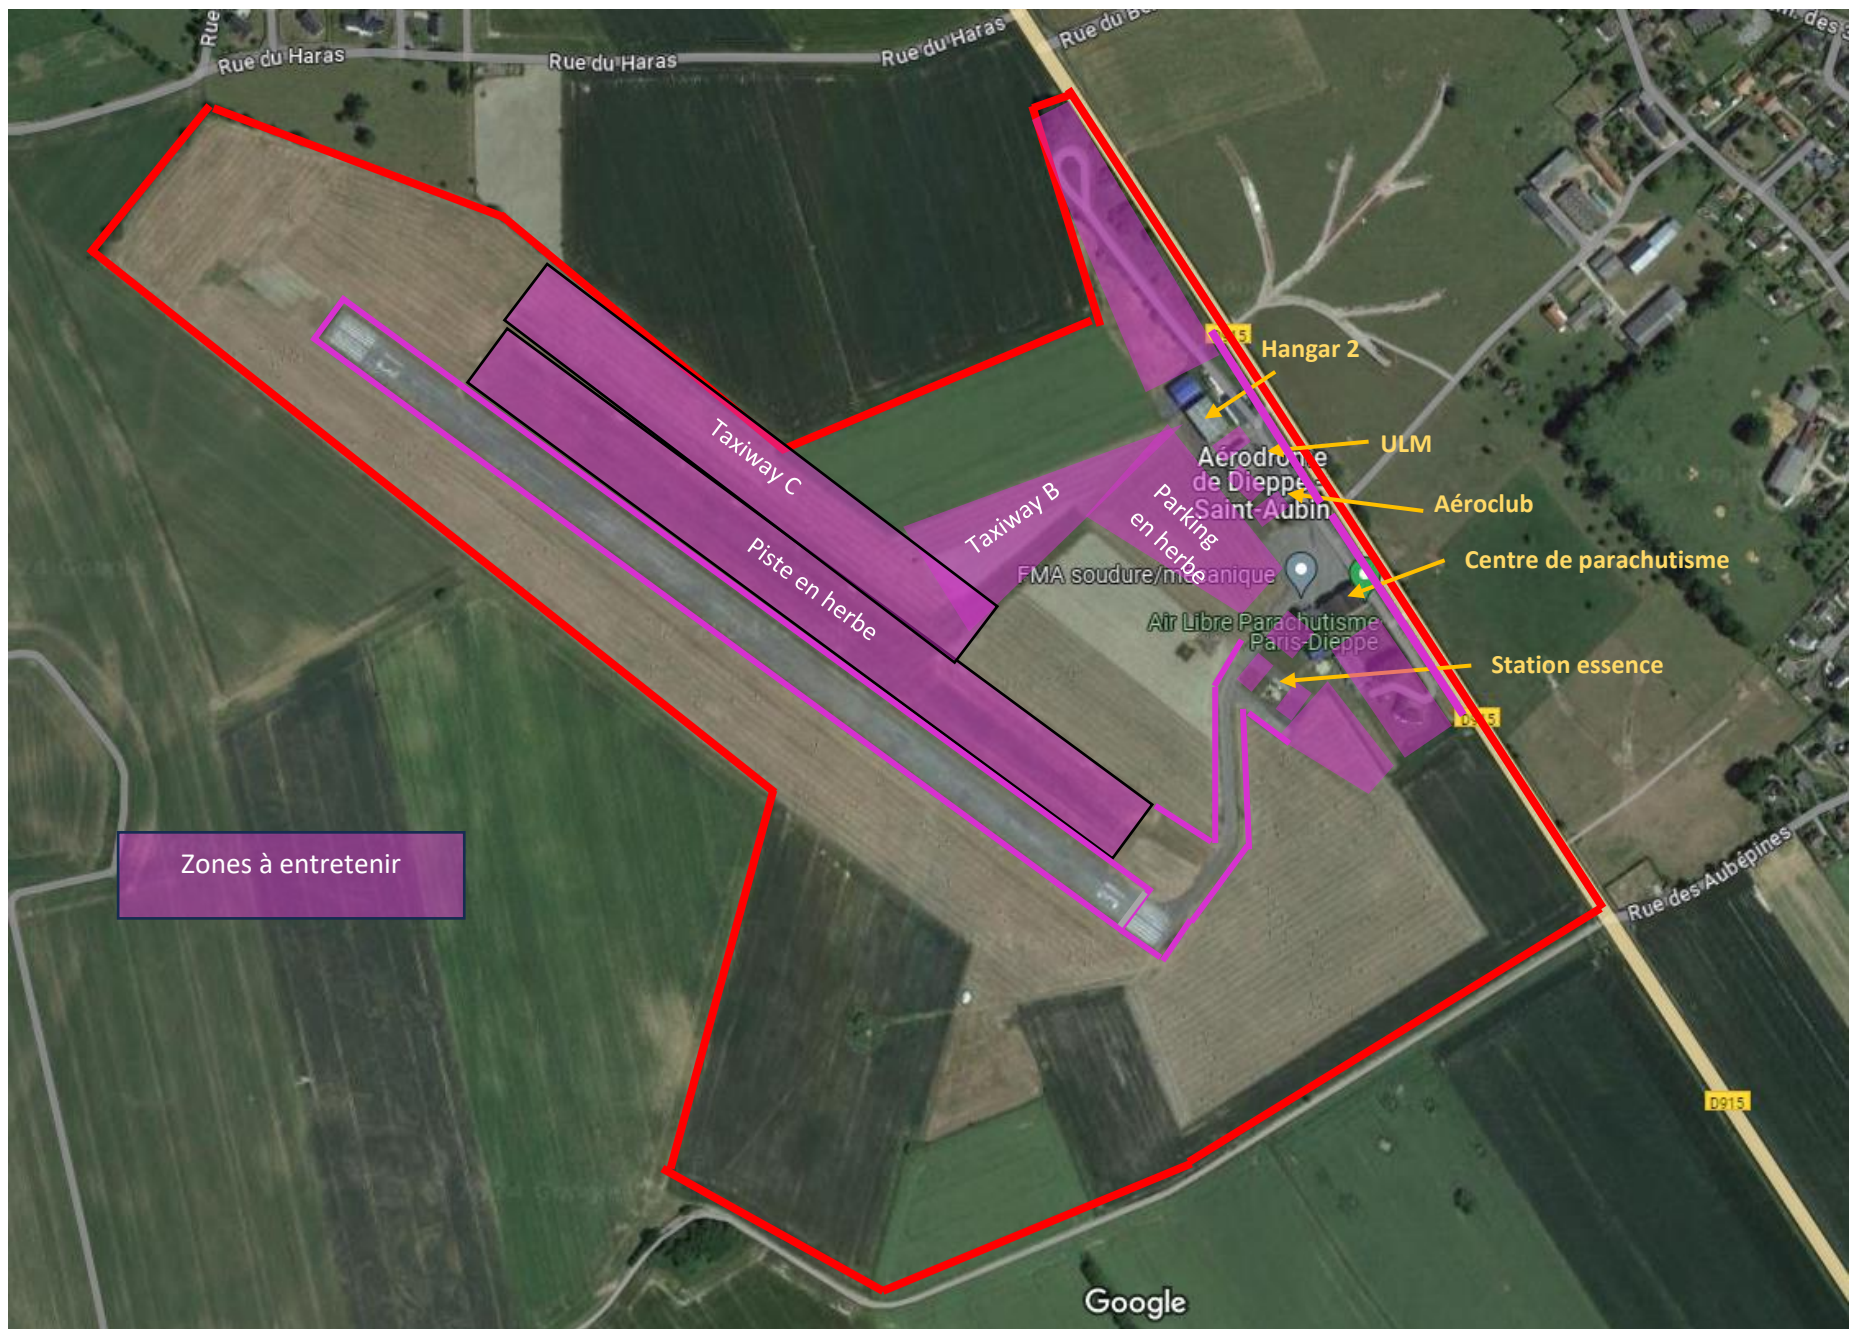 Rue
Rue du Haras
Rue du Haras
Rue du Haras
Rue du Be
m. des 3
D915
Hangar 2
ULM
Aérodrome
de Dieppe -
Saint-Aubin
Aéroclub
Taxiway C
Taxiway B
Parking
en herbe
Piste en herbe
FMA soudure/mécanique
Centre de parachutisme
Air Libre Parachutisme
Paris-Dieppe
Station essence
D915
Zones à entretenir
Rue des Aubépines
D915
Google